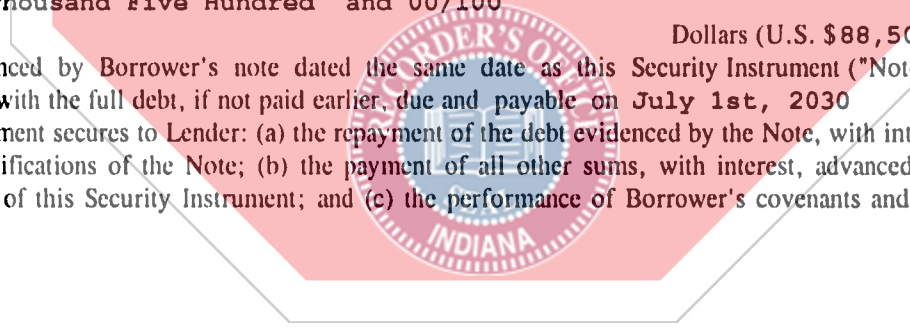 housand Five Hundred and 00/100
Dollars (U.S. $88,50
nced by Borrower's note dated the same date as this Security Instrument ("Not
with the full debt, if not paid earlier, due and payable on July 1st, 2030
ment secures to Lender: (a) the repayment of the debt evidenced by the Note, with int
ifications of the Note; (b) the payment of all other sums, with interest, advanced
of this Security Instrument; and (c) the performance of Borrower's covenants and
RECORDER'S OF
INDIANA